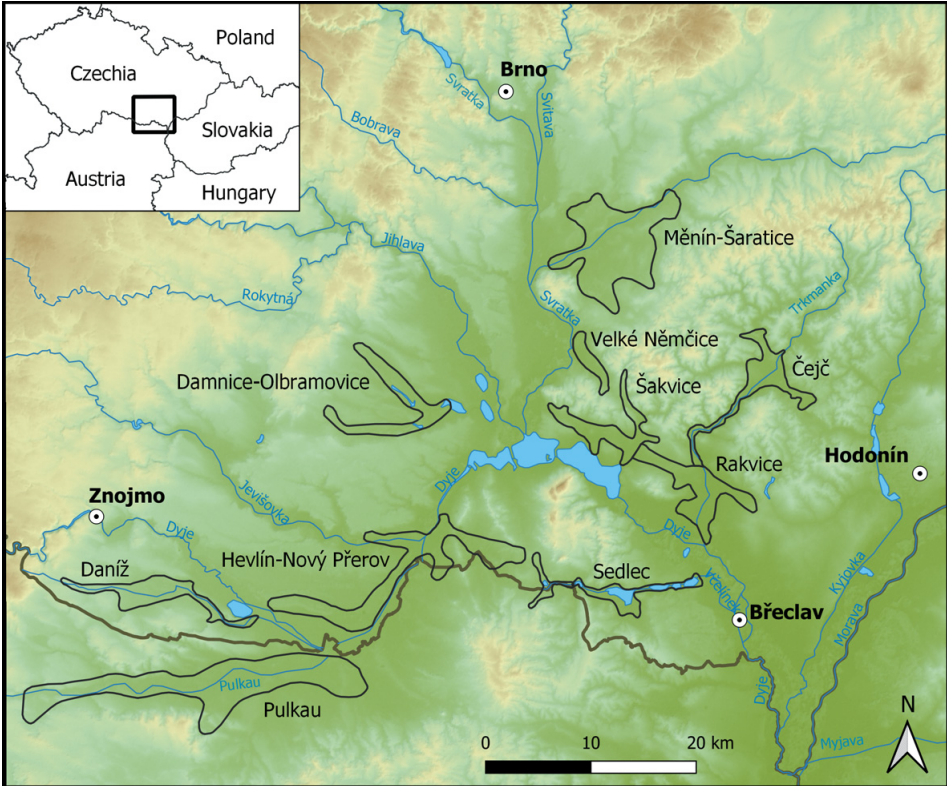 Poland
Czechia
Slovakia
Austria
Hungary
Brno
Svratka
Svitava
Bobrava
Jihlava
Měnín-Šaratice
Rokytná
Trkmanka
Svratka
Velké Němčice
Čejč
Damnice-Olbramovice
Šakvice
Rakvice
Hodonín
Dyje
Znojmo
Jevišovka
Dyje
Dyje
Hevlín-Nový Přerov
Daníž
Sedlec
Kyjovka
Včelínek
Břeclav
Morava
Pulkau
Dyje
Pulkau
N
0 10 20 km
Myjava